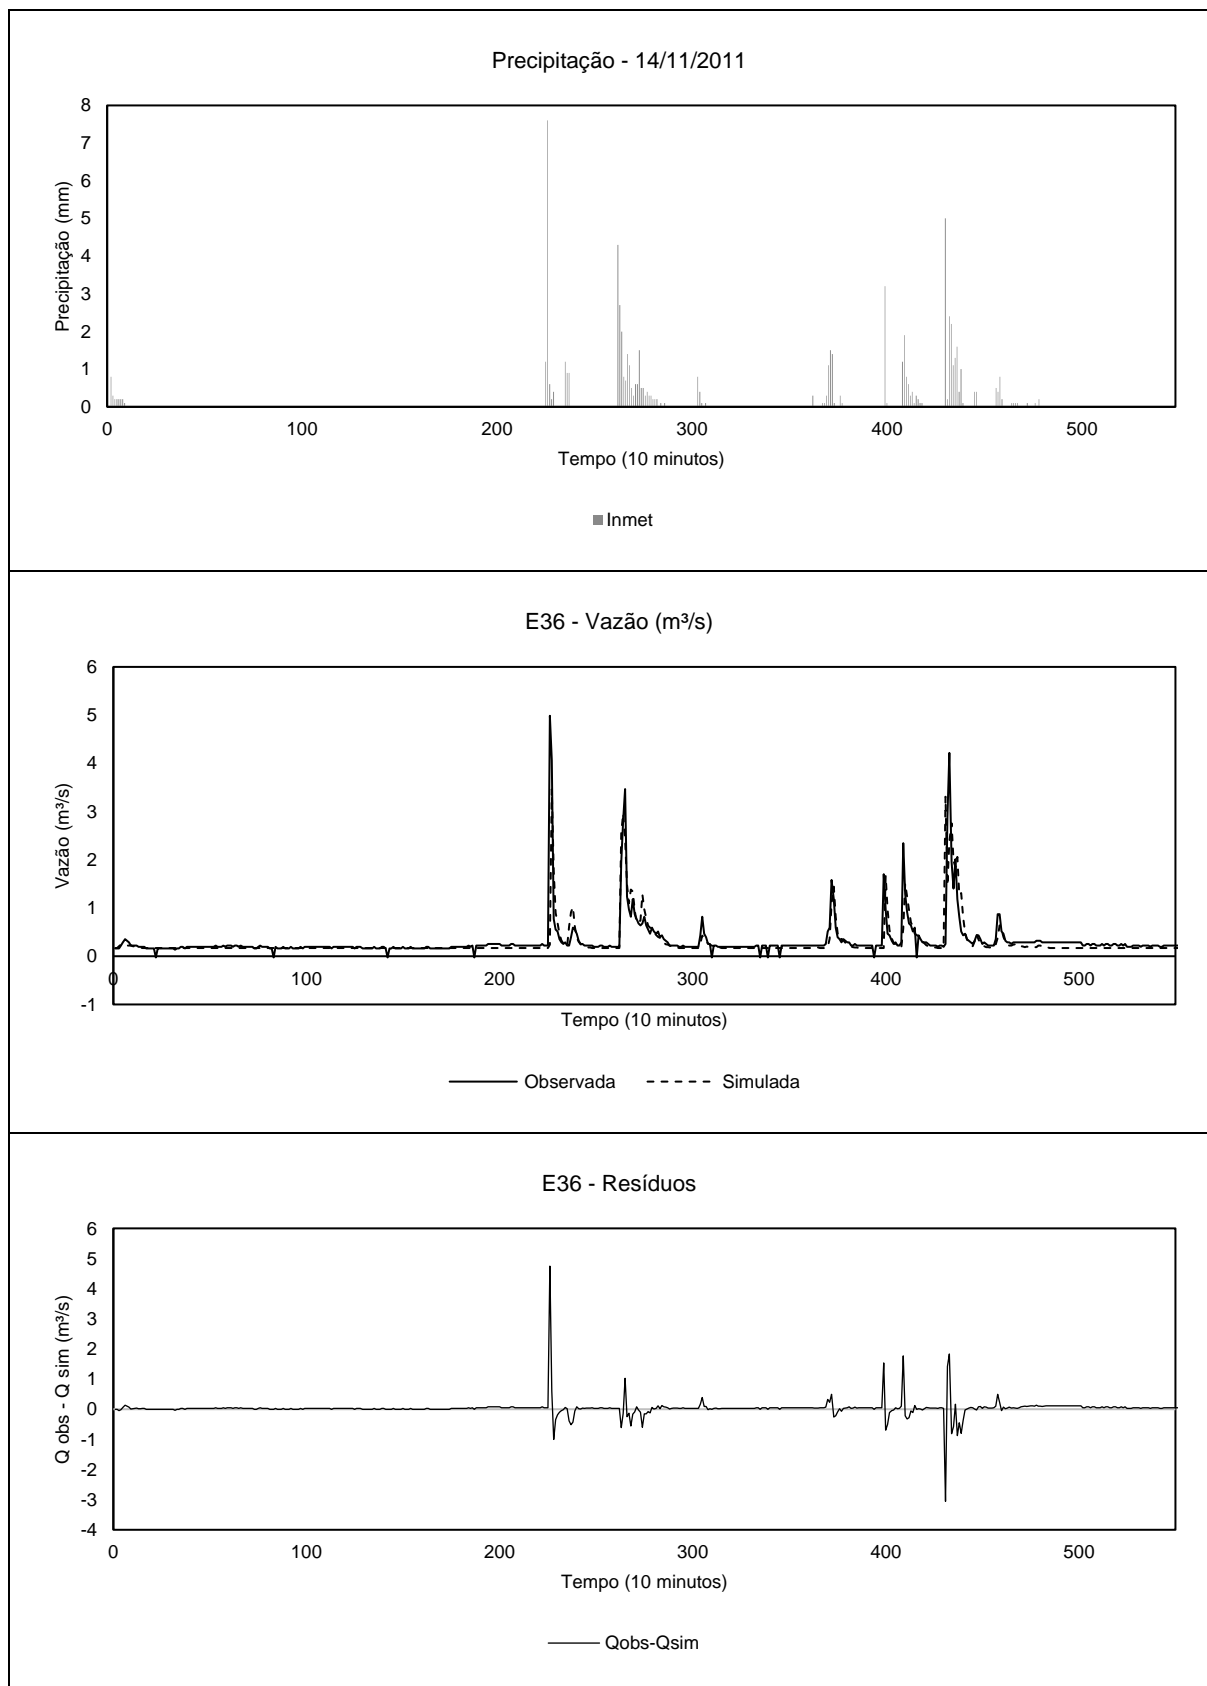 Precipitação - 14/11/2011
8
7
6
5
4
3
2
1
0
Precipitação (mm)
0 100 200 300 400 500
Tempo (10 minutos)
Inmet
E36 - Vazão (m³/s)
6
5
4
3
2
1
0
-1
Vazão (m³/s)
0 100 200 300 400 500
Tempo (10 minutos)
Observada Simulada
E36 - Resíduos
6
5
4
3
2
1
0
-1
-2
-3
-4
Q obs - Q sim (m³/s)
0 100 200 300 400 500
Tempo (10 minutos)
Qobs-Qsim